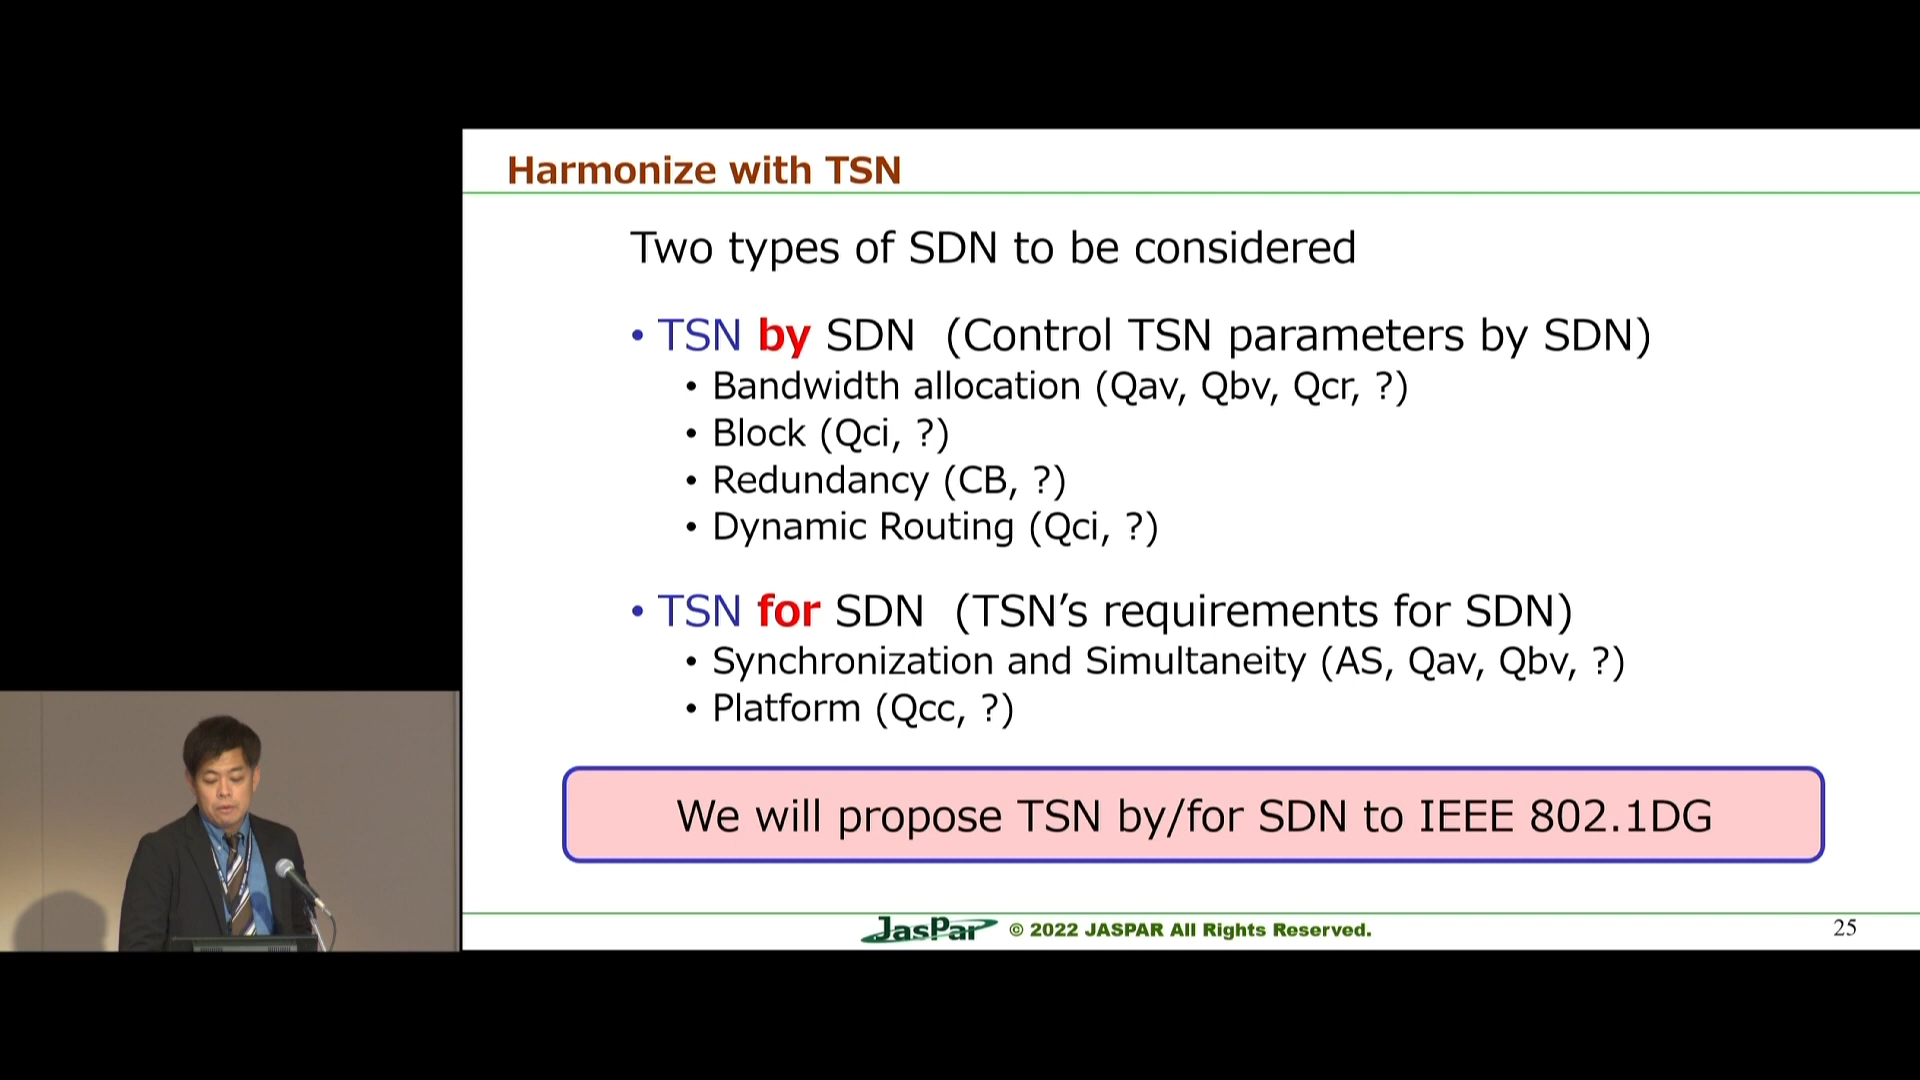 Harmonize with TSN
Two types of SDN to be considered
• TSN by SDN (Control TSN parameters by SDN)
• Bandwidth allocation (Qav, Qbv, Qcr, ?)
• Block (Qci, ?)
• Redundancy (CB, ?)
• Dynamic Routing (Qci, ?)
• TSN for SDN (TSN’s requirements for SDN)
• Synchronization and Simultaneity (AS, Qav, Qbv, ?)
• Platform (Qcc, ?)
We will propose TSN by/for SDN to IEEE 802.1DG
JasPar © 2022 JASPAR All Rights Reserved.
25